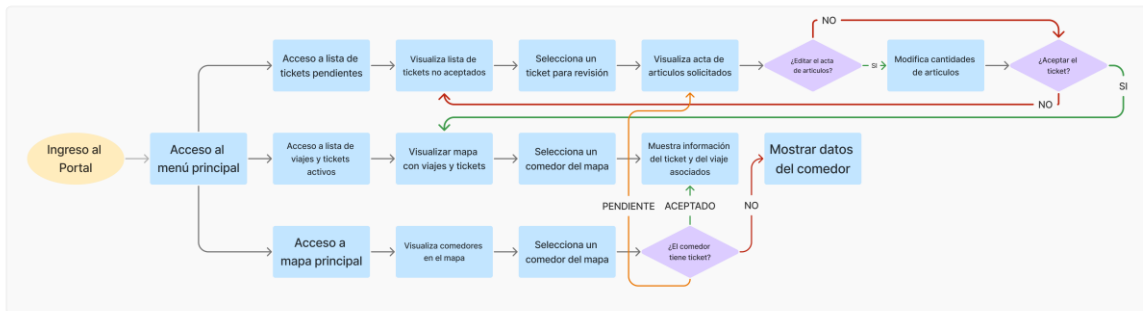 NO
Acceso a lista de
tickets pendientes
Visualiza lista de
tickets no aceptados
Selecciona un
ticket para revisión
Visualiza acta de
artículos solicitados
¿Editar el acta
de artículos?
SI
Modifica cantidades
de artículos
¿Aceptar el
ticket?
SI
NO
Ingreso al
Portal
Acceso al
menú principal
Acceso a lista de
viajes y tickets
activos
Visualizar mapa
con viajes y tickets
Selecciona un
comedor del mapa
Muestra información
del ticket y del viaje
asociados
Mostrar datos
del comedor
PENDIENTE
ACEPTADO
NO
Acceso a
mapa principal
Visualiza comedores
en el mapa
Selecciona un
comedor del mapa
¿El comedor
tiene ticket?